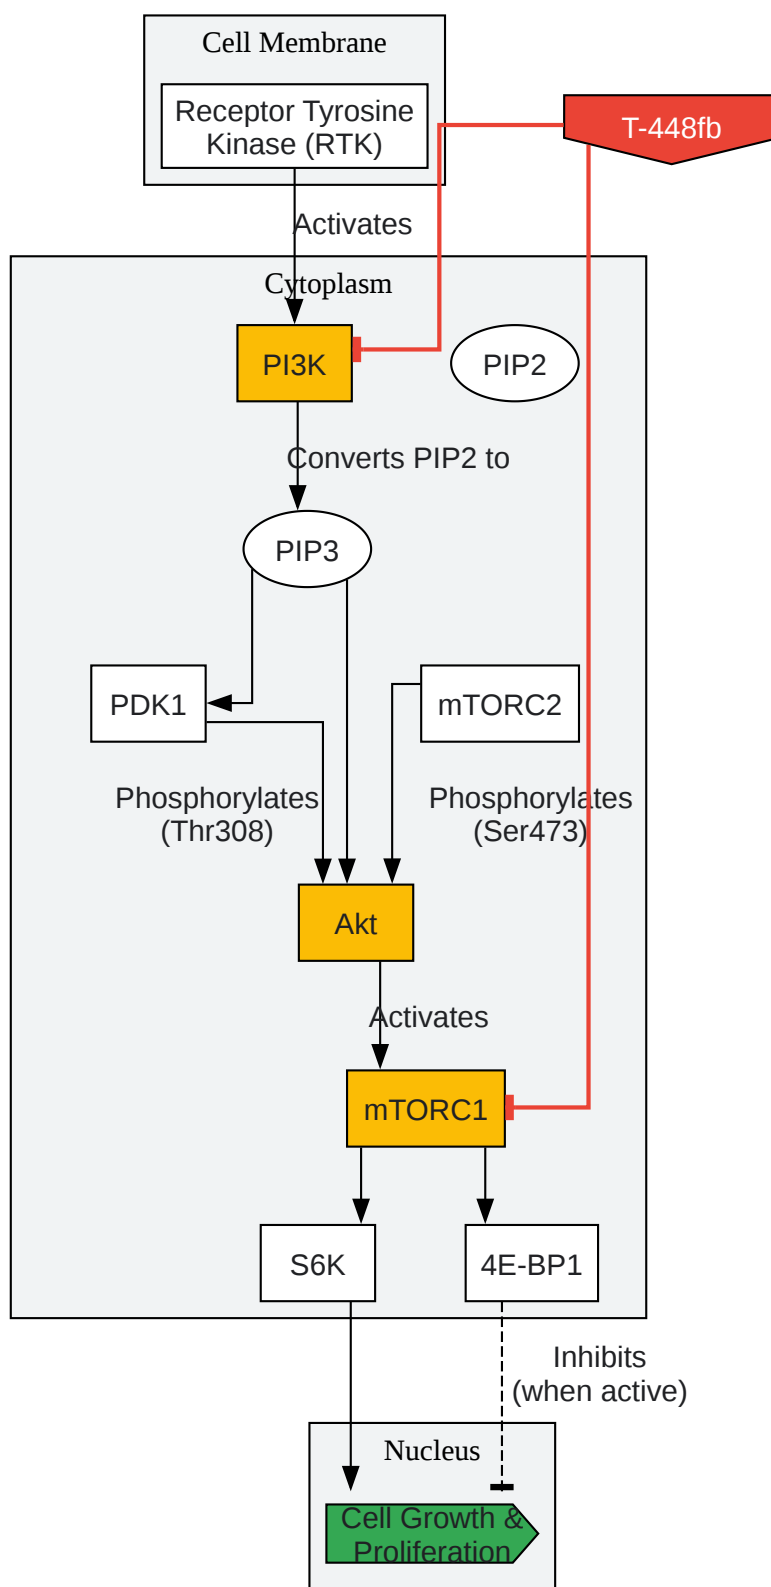 Cell Membrane
Receptor Tyrosine
Kinase (RTK)
T-448fb
Activates
Cytoplasm
PI3K
PIP2
Converts PIP2 to
PIP3
PDK1
mTORC2
Phosphorylates
(Thr308)
Phosphorylates
(Ser473)
Akt
Activates
mTORC1
S6K
4E-BP1
Inhibits
(when active)
Nucleus
Cell Growth &
Proliferation